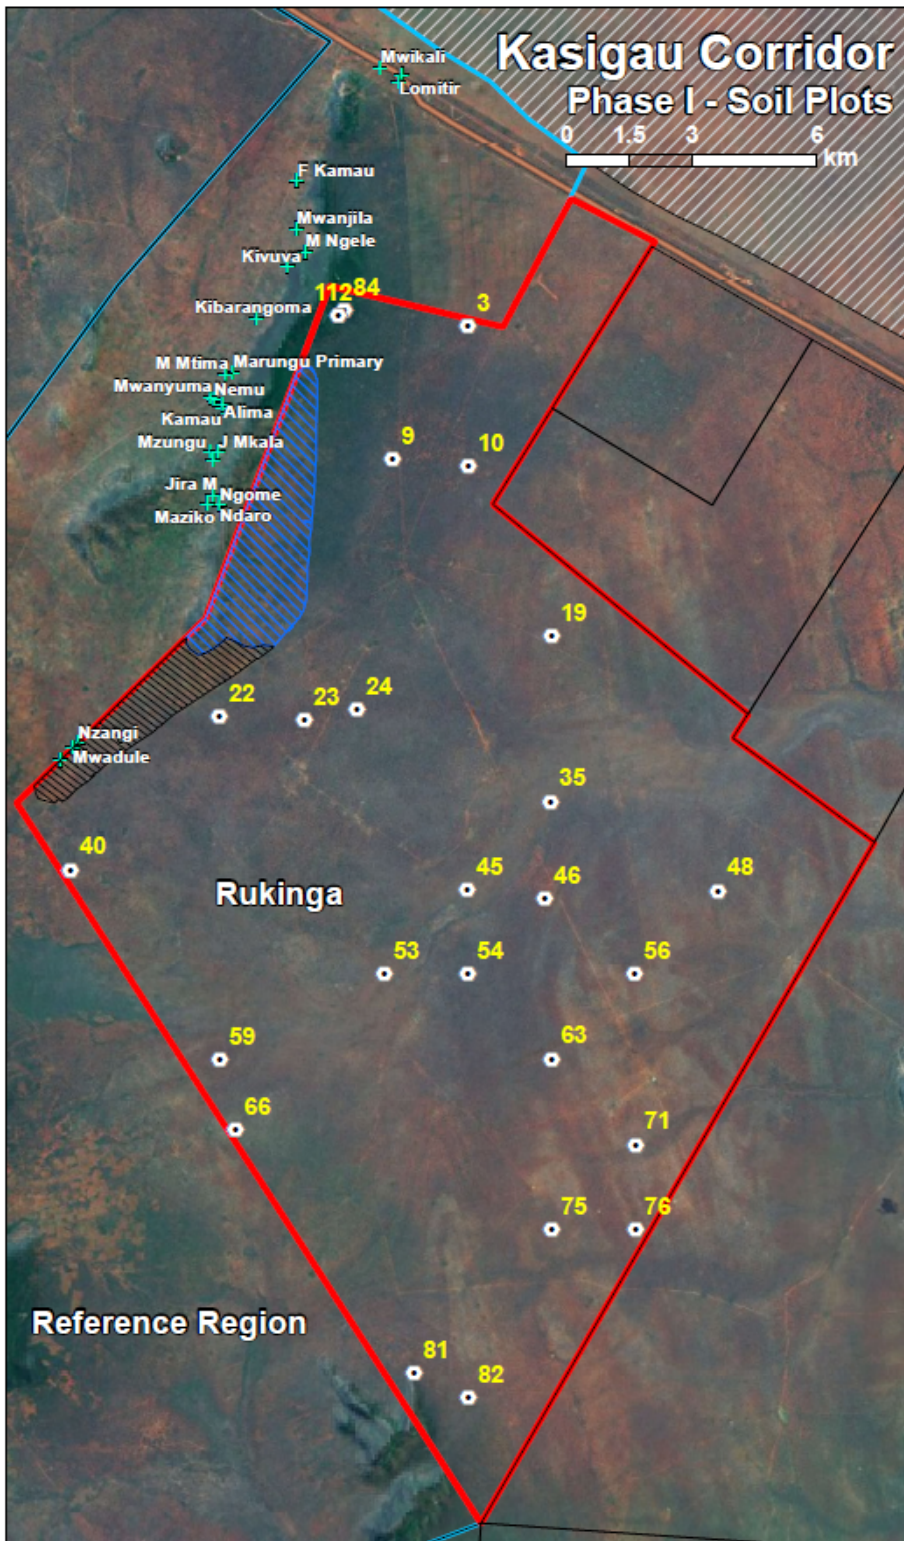 Kasigau Corridor
Phase I - Soil Plots
0 1.5 3 6
km
Mwikali
Lomitir
F Kamau
Mwanjila
M Ngele
Kivuva
Kibarangoma
112
84
3
M Mtima
Marungu Primary
Mwanyuma
Nemu
Kamau
Alima
Mzungu
J Mkala
9
10
Jira M
Ngome
Maziko
Ndaro
19
22
23
24
Nzangi
Mwadule
35
40
Rukinga
45
46
48
53
54
56
59
63
66
71
75
76
Reference Region
81
82